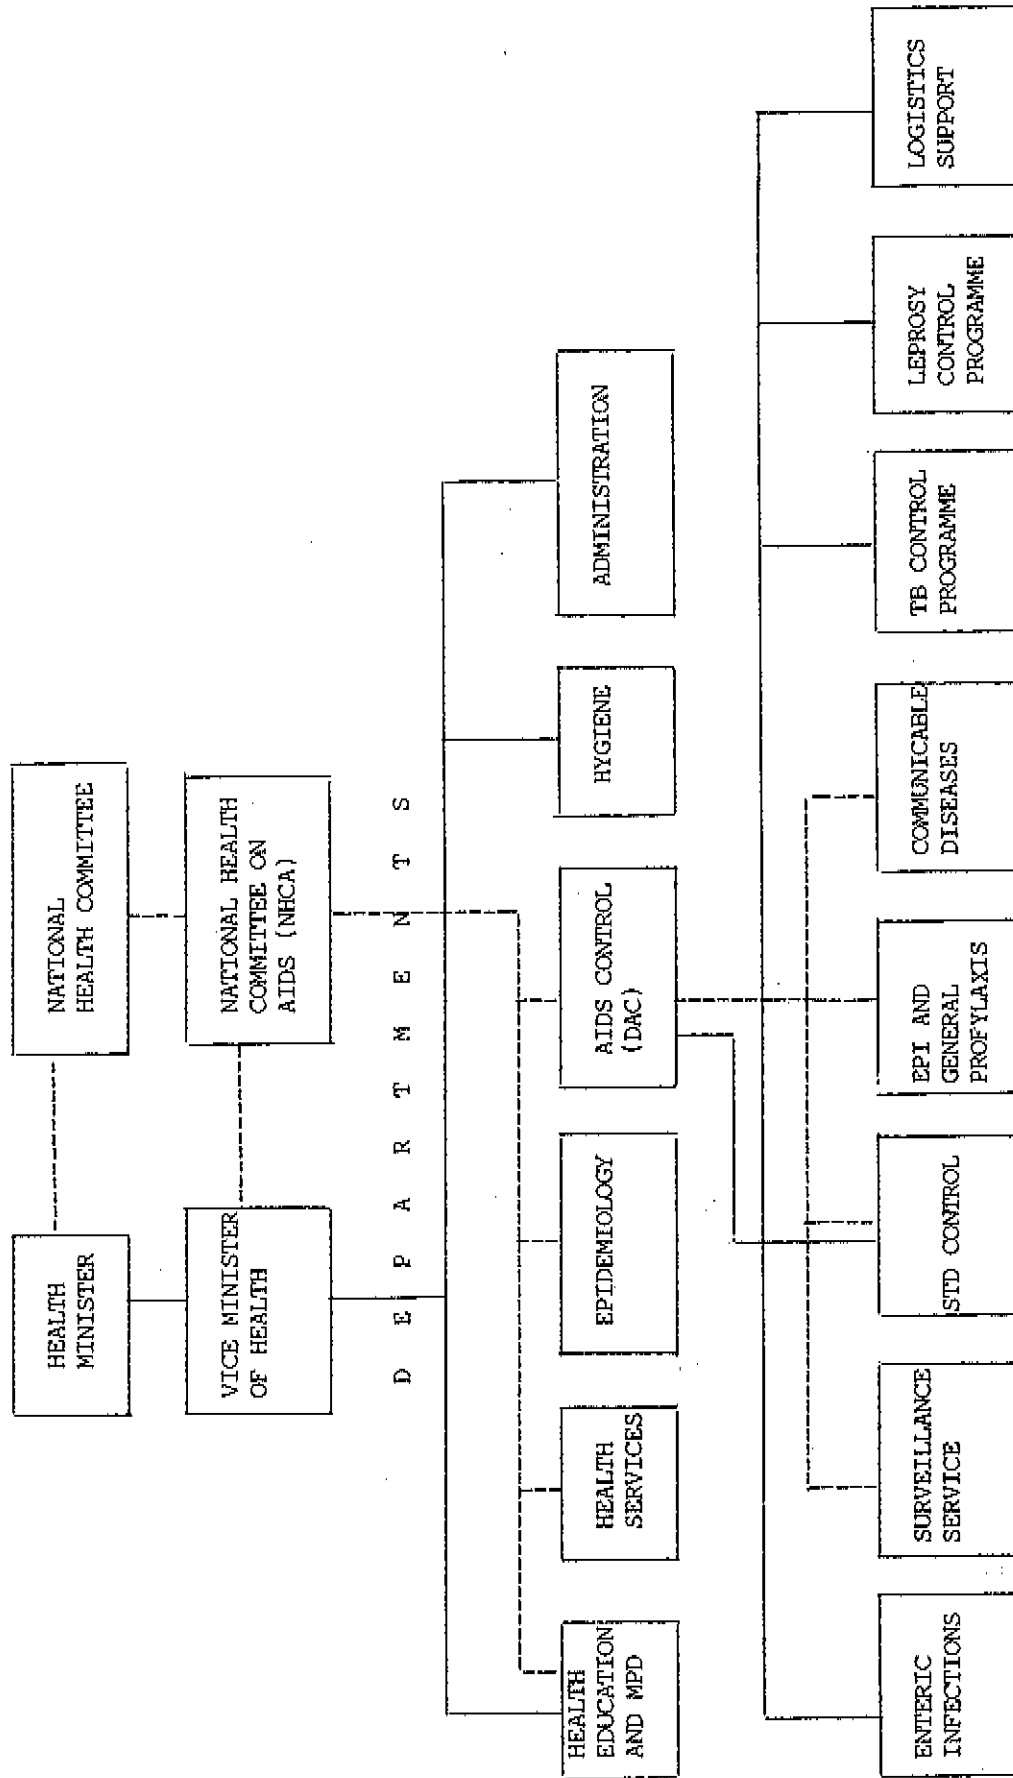 HEALTH
MINISTER
NATIONAL
HEALTH COMMITTEE
VICE MINISTER
OF HEALTH
NATIONAL HEALTH
COMMITTEE ON
AIDS (NHCA)
D E P A R T M E N T S
HEALTH
EDUCATION
AND MPD
HEALTH
SERVICES
EPIDEMIOLOGY
AIDS CONTROL
(DAC)
HYGIENE
ADMINISTRATION
ENTERIC
INFECTIONS
SURVEILLANCE
SERVICE
STD CONTROL
EPI AND
GENERAL
PROFYLAXIS
COMMUNICABLE
DISEASES
TB CONTROL
PROGRAMME
LEPROSY
CONTROL
PROGRAMME
LOGISTICS
SUPPORT